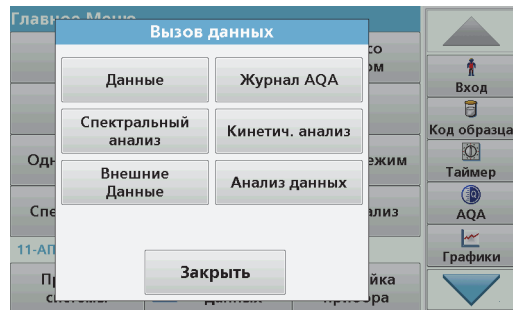 Главное Меню
Вызов данных
Данные
Журнал AQA
Спектральный
анализ
Кинетич. анализ
Внешние
Данные
Анализ данных
Закрыть
11-АП
Вход
Код образца
Таймер
AQA
Графики